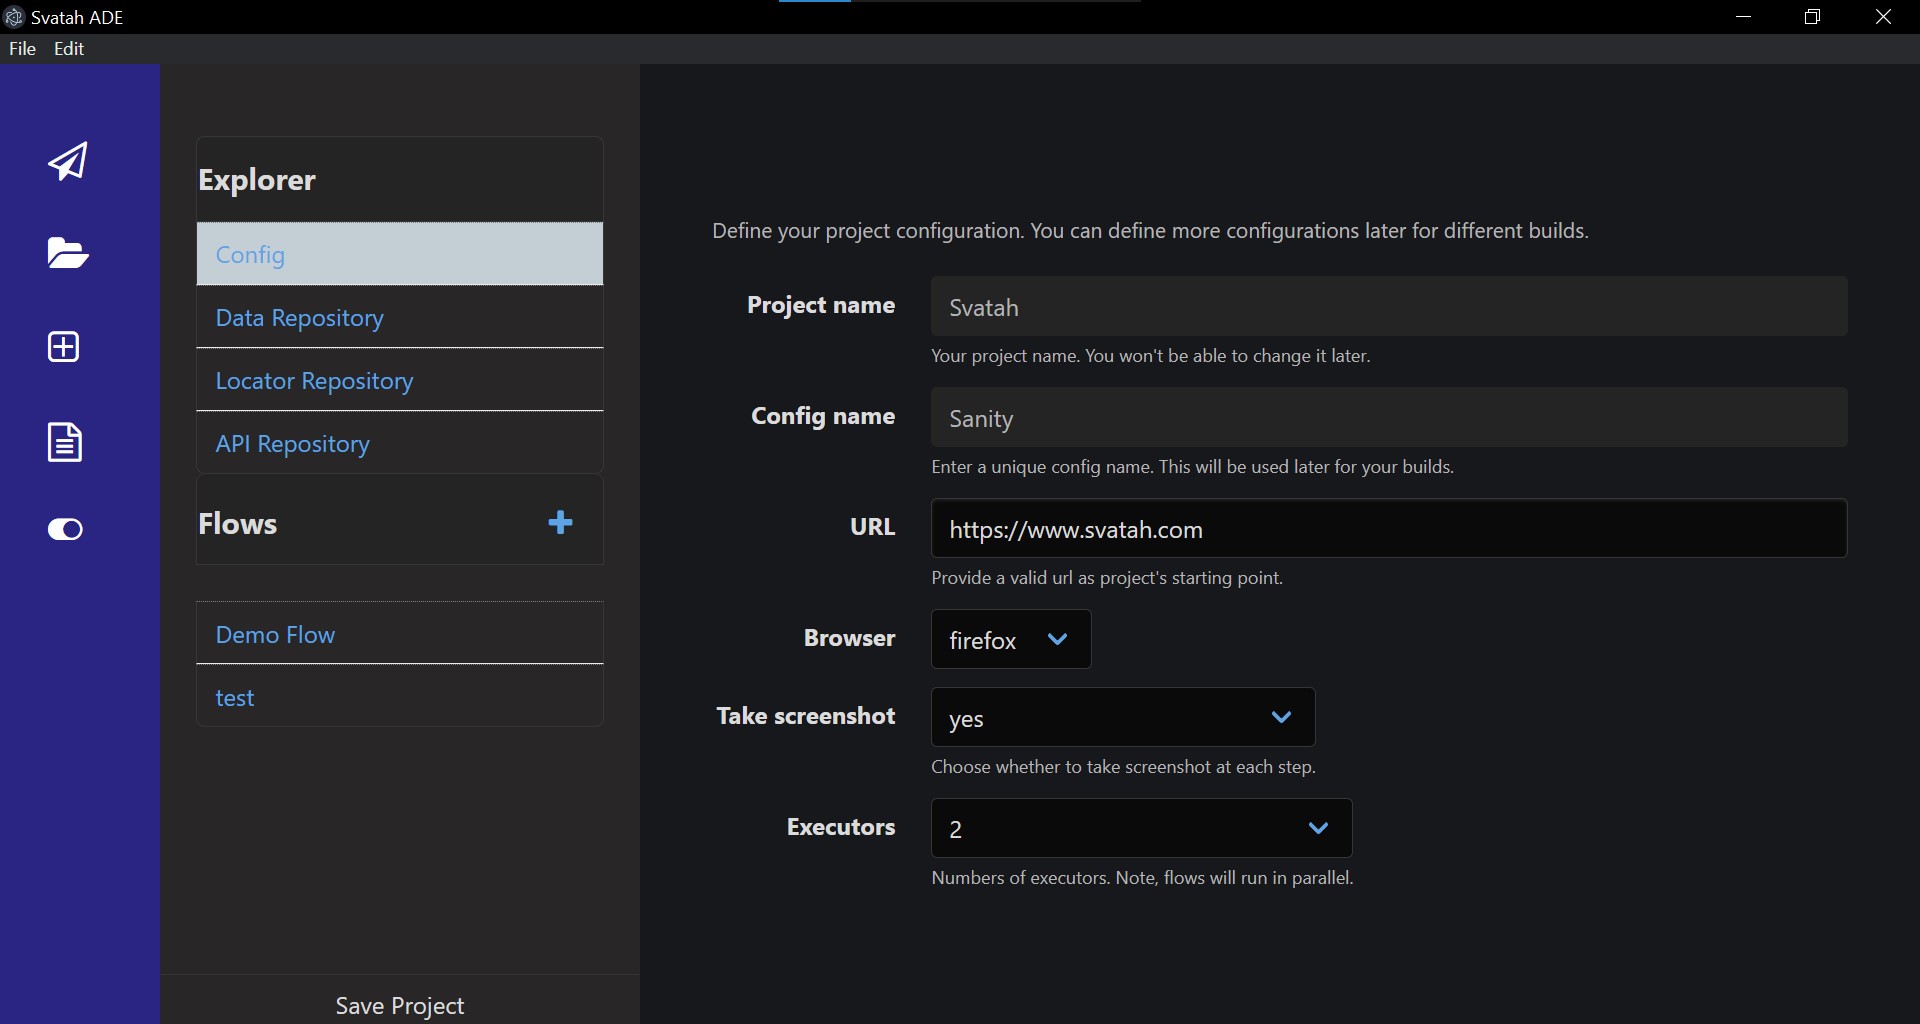 Svatah ADE
File Edit
Explorer
Config
Data Repository
Locator Repository
API Repository
Flows
Demo Flow
test
Save Project
Define your project configuration. You can define more configurations later for different builds.
Project name
Svatah
Your project name. You won't be able to change it later.
Config name
Sanity
Enter a unique config name. This will be used later for your builds.
URL
https://www.svatah.com
Provide a valid url as project's starting point.
Browser
firefox
Take screenshot
yes
Choose whether to take screenshot at each step.
Executors
2
Numbers of executors. Note, flows will run in parallel.